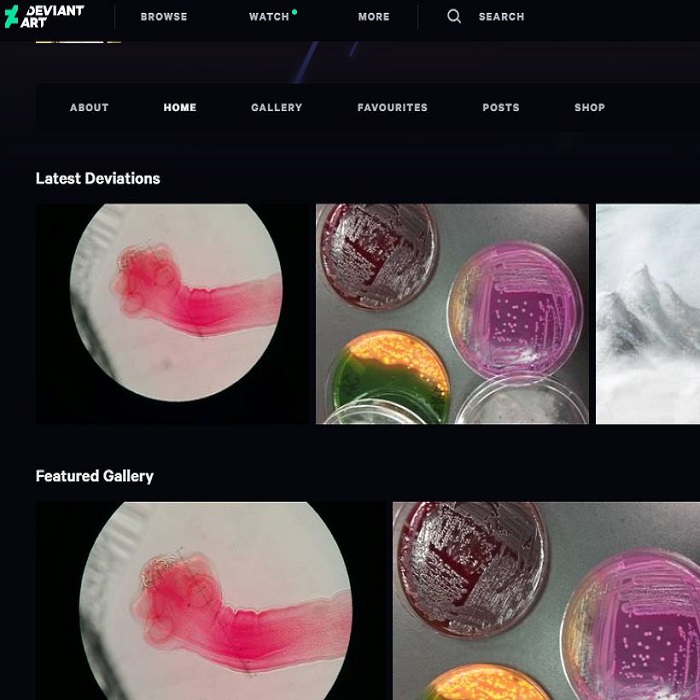 DEVIANT
ART
BROWSE
WATCH
MORE
SEARCH
ABOUT
HOME
GALLERY
FAVOURITES
POSTS
SHOP
Latest Deviations
Featured Gallery